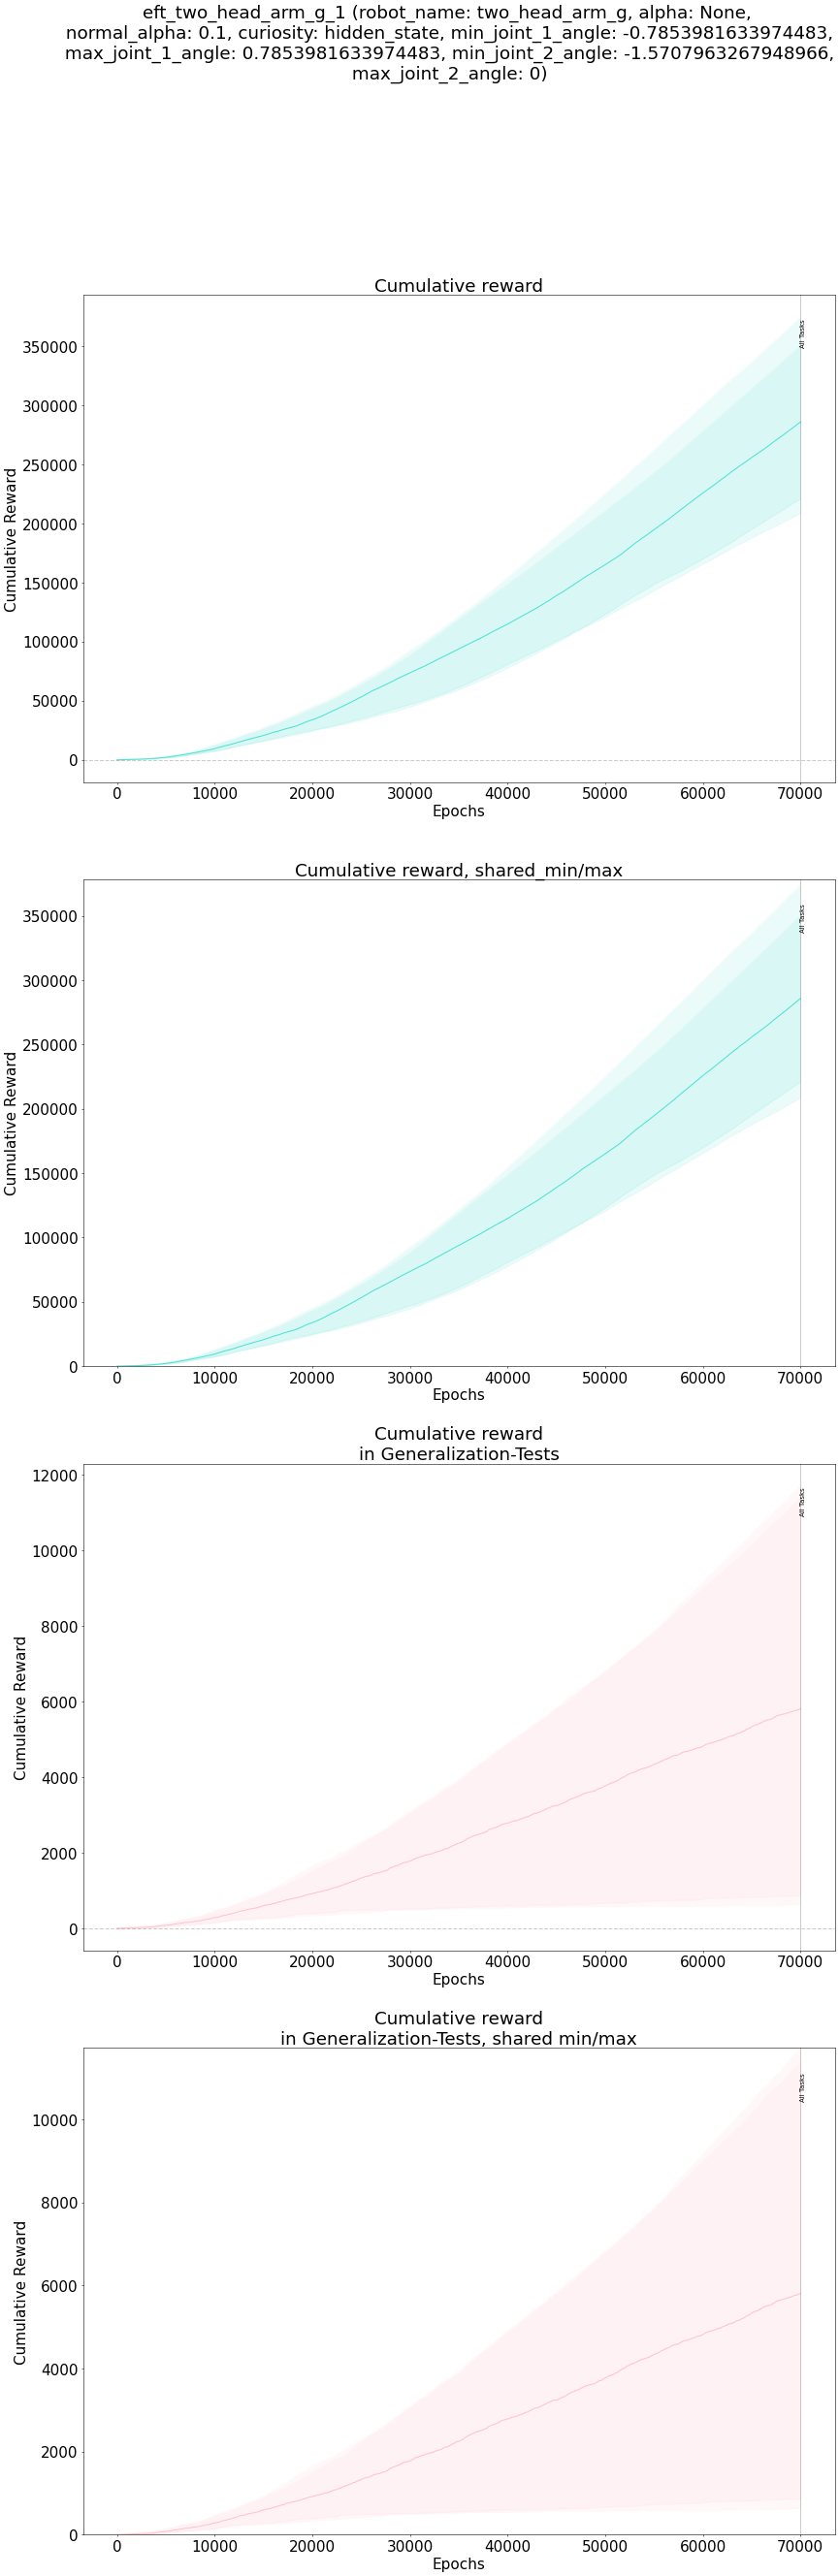 eft_two_head_arm_g_1 (robot_name: two_head_arm_g, alpha: None,
normal_alpha: 0.1, curiosity: hidden_state, min_joint_1_angle: -0.7853981633974483,
max_joint_1_angle: 0.7853981633974483, min_joint_2_angle: -1.5707963267948966,
max_joint_2_angle: 0)
Cumulative reward
All Tasks
350000
300000
250000
200000
150000
100000
50000
0
Cumulative Reward
0 10000 20000 30000 40000 50000 60000 70000
Epochs
Cumulative reward, shared_min/max
All Tasks
350000
300000
250000
200000
150000
100000
50000
0
Cumulative Reward
0 10000 20000 30000 40000 50000 60000 70000
Epochs
Cumulative reward
in Generalization-Tests
All Tasks
12000
10000
8000
6000
4000
2000
0
Cumulative Reward
0 10000 20000 30000 40000 50000 60000 70000
Epochs
Cumulative reward
in Generalization-Tests, shared min/max
All Tasks
10000
8000
6000
4000
2000
0
Cumulative Reward
0 10000 20000 30000 40000 50000 60000 70000
Epochs